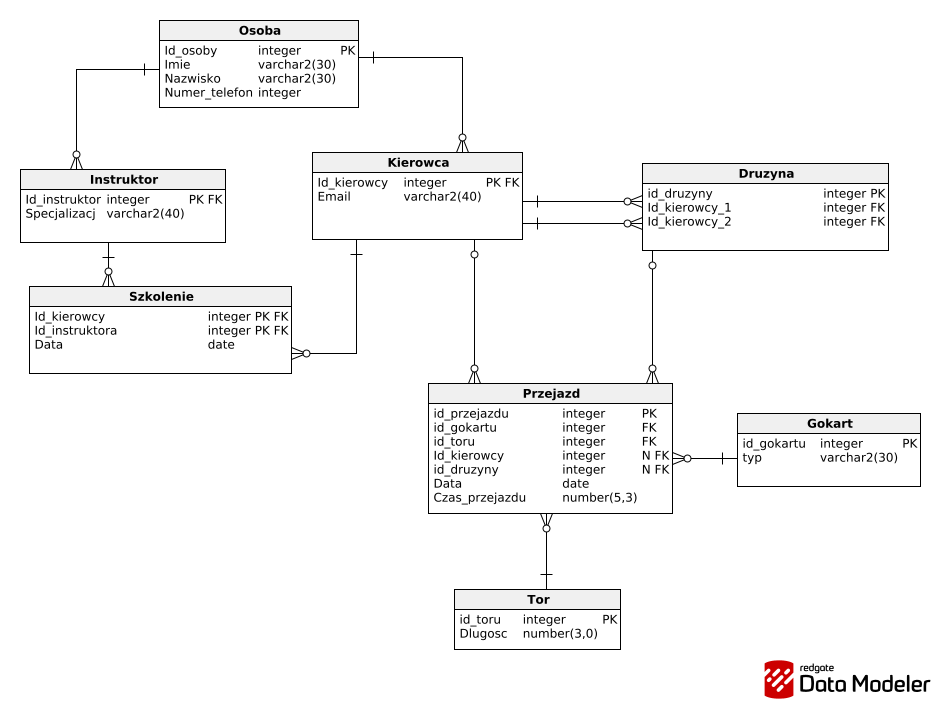 Osoba
Id_osoby integer PK
Imie varchar2(30)
Nazwisko varchar2(30)
Numer_telefon integer
Kierowca
Id_kierowcy integer PK FK
Email varchar2(40)
Druzyna
id_druzyny integer PK
Id_kierowcy_1 integer FK
Id_kierowcy_2 integer FK
Instruktor
Id_instruktor integer PK FK
Specjalizacj varchar2(40)
Szkolenie
Id_kierowcy integer PK FK
Id_instruktora integer PK FK
Data date
Przejazd
id_przejazdu integer PK
id_gokartu integer FK
id_toru integer FK
Id_kierowcy integer N FK
id_druzyny integer N FK
Data date
Czas_przejazdu number(5,3)
Gokart
id_gokartu integer PK
typ varchar2(30)
Tor
id_toru integer PK
Dlugosc number(3,0)
redgate
Data Modeler